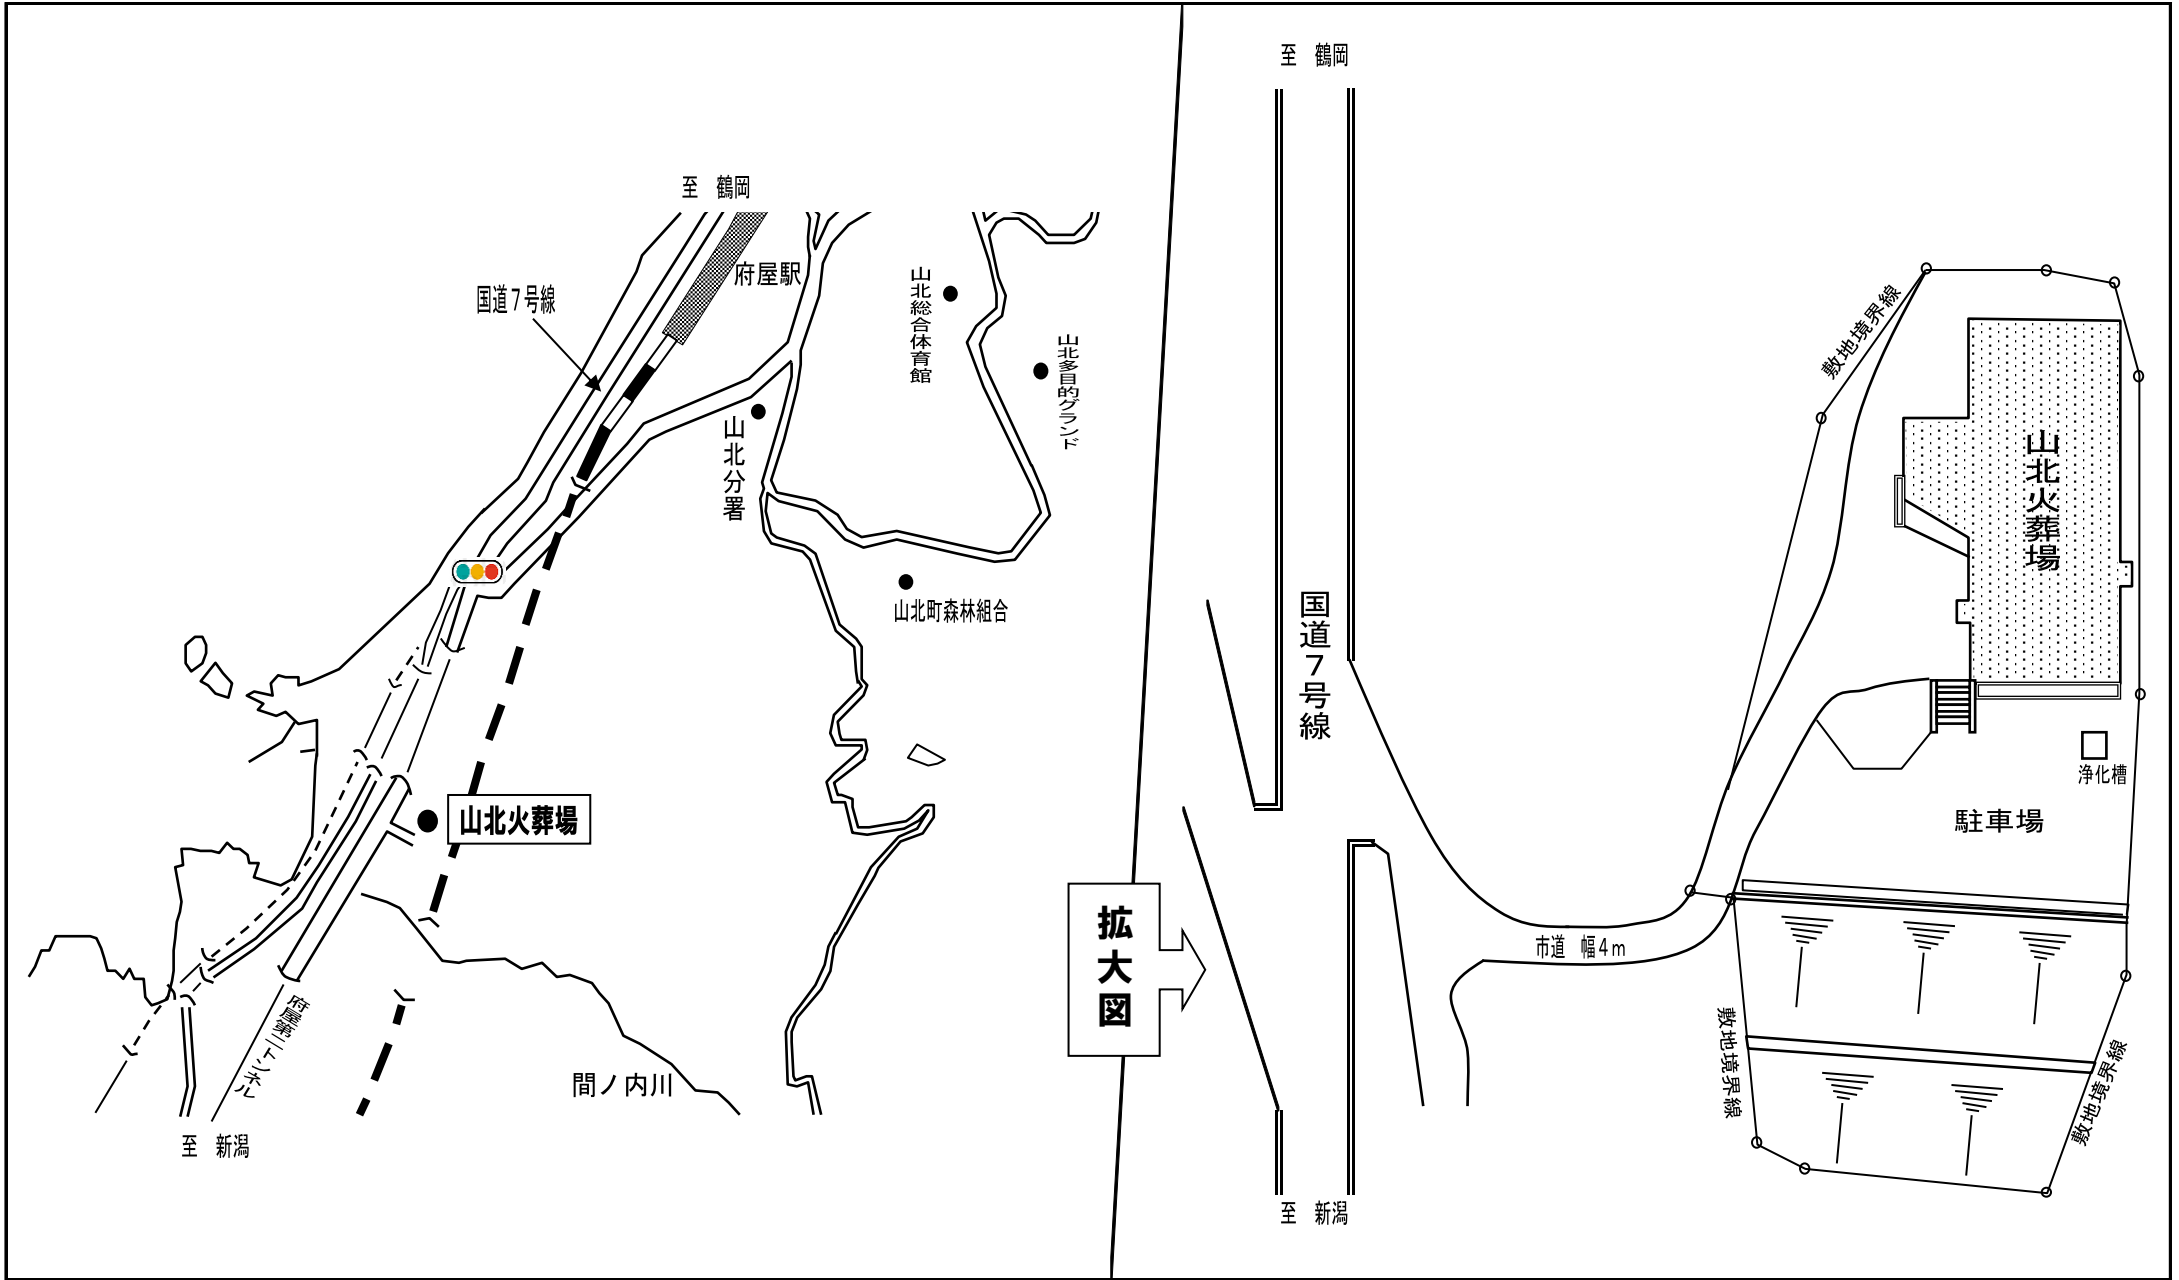 至　鶴岡
府屋駅
国道７号線
山北総合体育館
山北多目的グランド
山北分署
山北町森林組合
山北火葬場
府屋第二トンネル
間ノ内川
至　新潟
拡大図
至　鶴岡
国道７号線
敷地境界線
山北火葬場
浄化槽
駐車場
市道　幅４ｍ
敷地境界線
敷地境界線
至　新潟